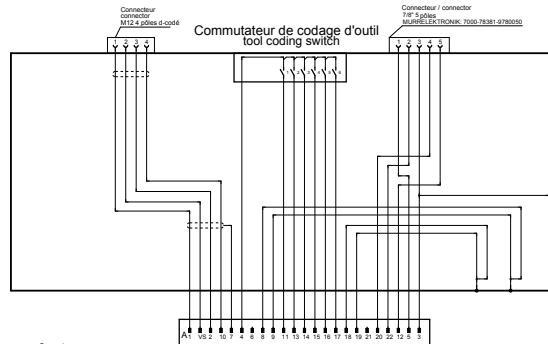 Connecteur
connector
M12 4 pôles d-codé
1 2 3 4
Commutateur de codage d'outil
tool coding switch
1 2 3 4 5 6
Connecteur / connector
7/8" 5 pôles
MURRELEKTRONIK: 7000-78381-9780050
1 2 3 4 5
A 1 VS 2 10 7 4 6 8 9 11 13 14 15 16 17 18 19 21 20 22 12 5 3